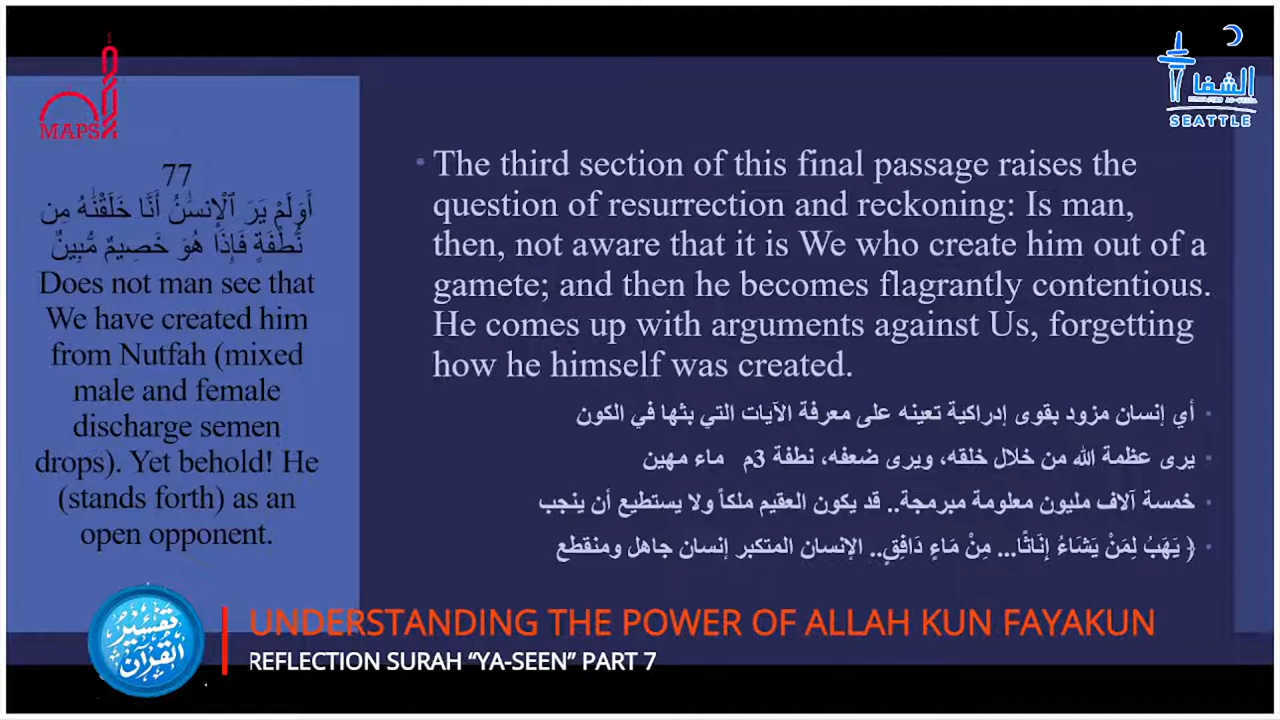 MAPS
الشفاء
SEATTLE
77
أَوَلَمْ يَرَ ٱلْإِنسَٰنُ أَنَّا خَلَقْنَٰهُ مِن
نُّطْفَةٍ فَإِذَا هُوَ خَصِيمٌ مُّبِينٌ
Does not man see that
We have created him
from Nutfah (mixed
male and female
discharge semen
drops). Yet behold! He
(stands forth) as an
open opponent.
• The third section of this final passage raises the
question of resurrection and reckoning: Is man,
then, not aware that it is We who create him out of a
gamete; and then he becomes flagrantly contentious.
He comes up with arguments against Us, forgetting
how he himself was created.
• أي إنسان مزود بقوى إدراكية تعينه على معرفة الآيات التي بثها في الكون
• يرى عظمة الله من خلال خلقه، ويرى ضعفه، نطفة 3م ماء مهين
خمسة آلاف مليون معلومة مبرمجة.. قد يكون العقيم ملكاً ولا يستطيع أن ينجب
• ﴿ يَهَبُ لِمَنْ يَشَاءُ إِنَاثًا... مِنْ مَاءٍ دَافِقٍ.. الإنسان المتكبر إنسان جاهل ومنقطع
تفسير
القرآن
UNDERSTANDING THE POWER OF ALLAH KUN FAYAKUN
REFLECTION SURAH “YA-SEEN” PART 7